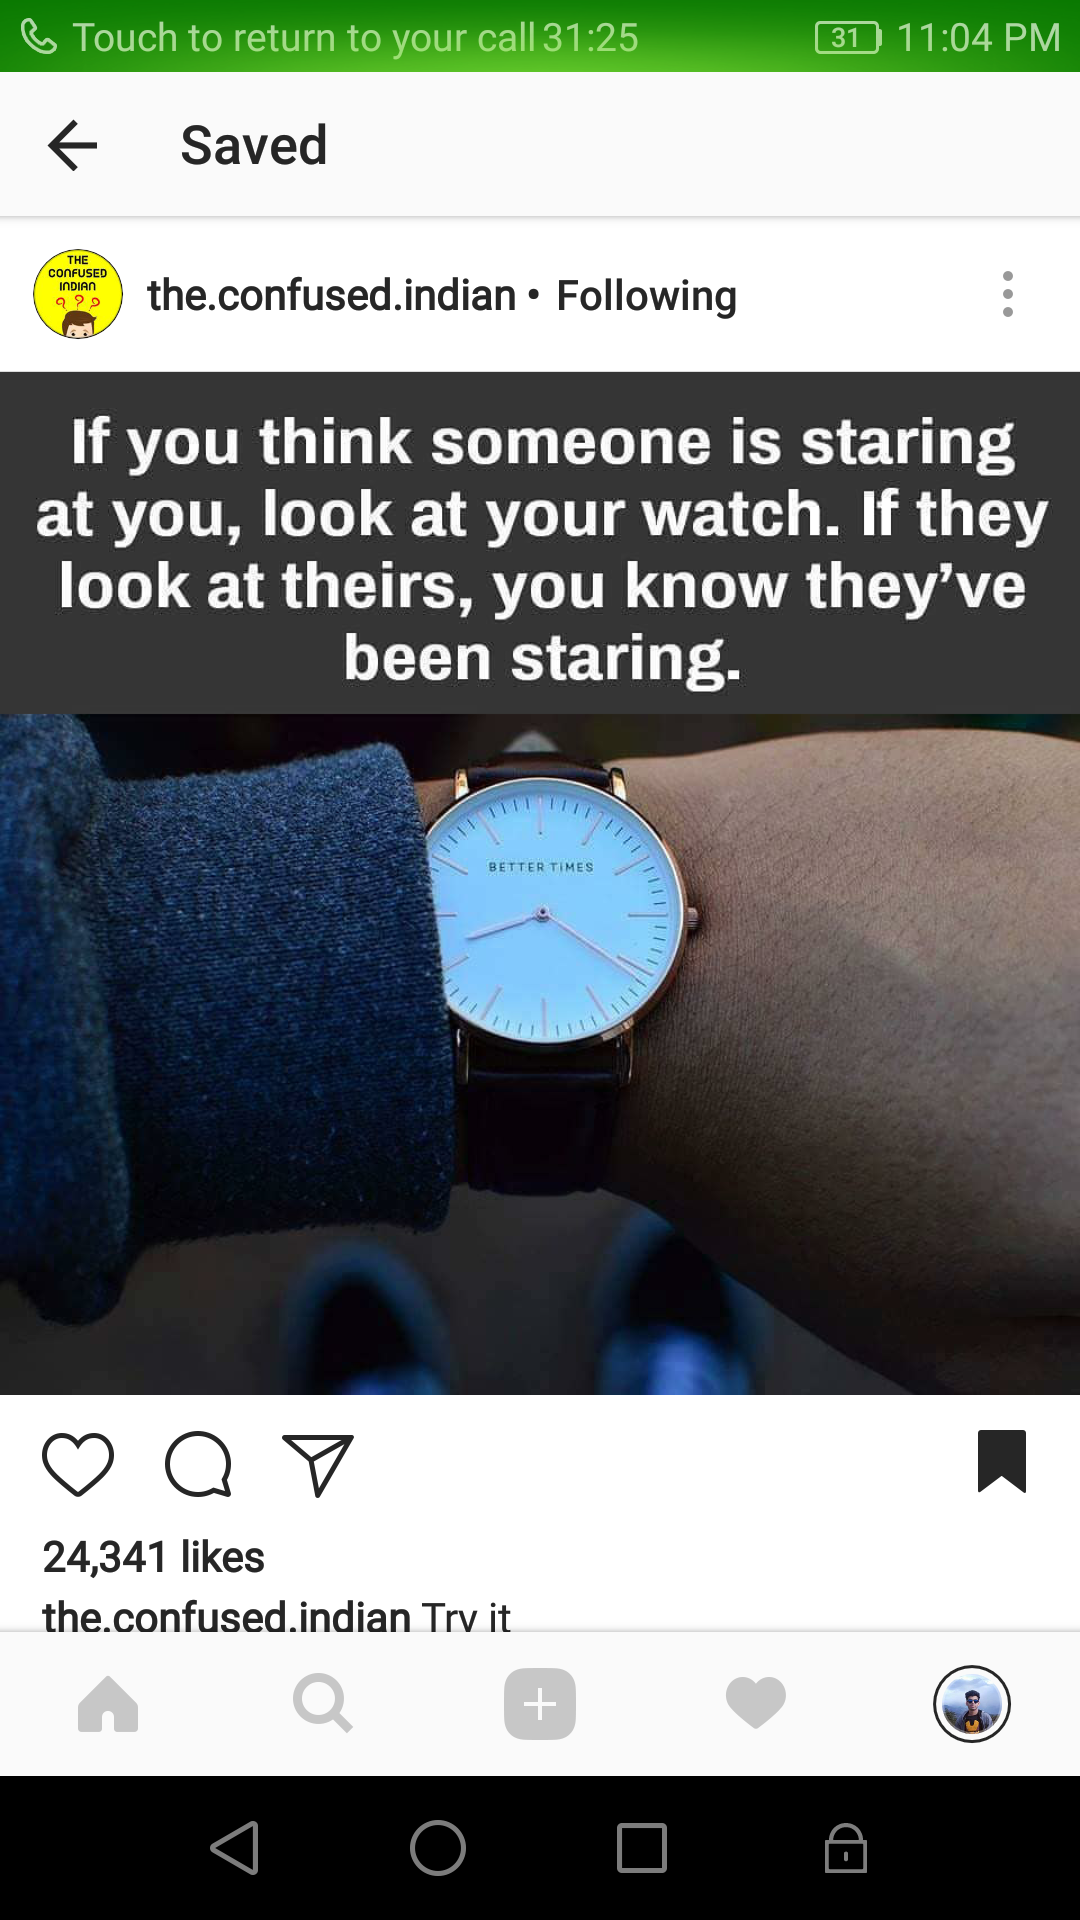 Touch to return to your call 31:25 31 11:04 PM
Saved
THE
CONFUSED
INDIAN
the.confused.indian • Following
If you think someone is staring
at you, look at your watch. If they
look at theirs, you know they’ve
been staring.
BETTER TIMES
24,341 likes
the.confused.indian Try it